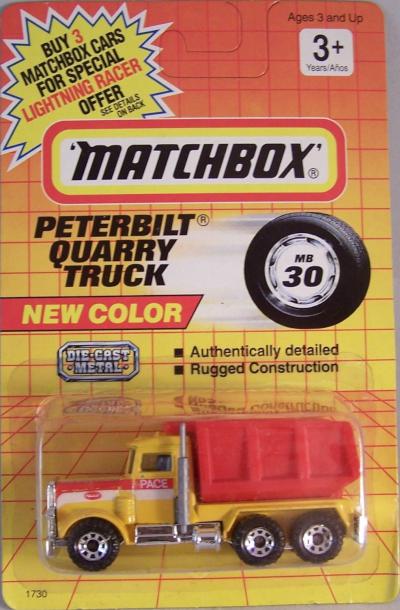 BUY 3
MATCHBOX CARS
FOR SPECIAL
LIGHTNING RACER
OFFER
SEE DETAILS
ON BACK
Ages 3 and Up
3+
Years/Años
'MATCHBOX'®
PETERBILT®
QUARRY
TRUCK
MB
30
NEW COLOR
DIE-CAST
METAL
■ Authentically detailed
■ Rugged Construction
PACE
1730